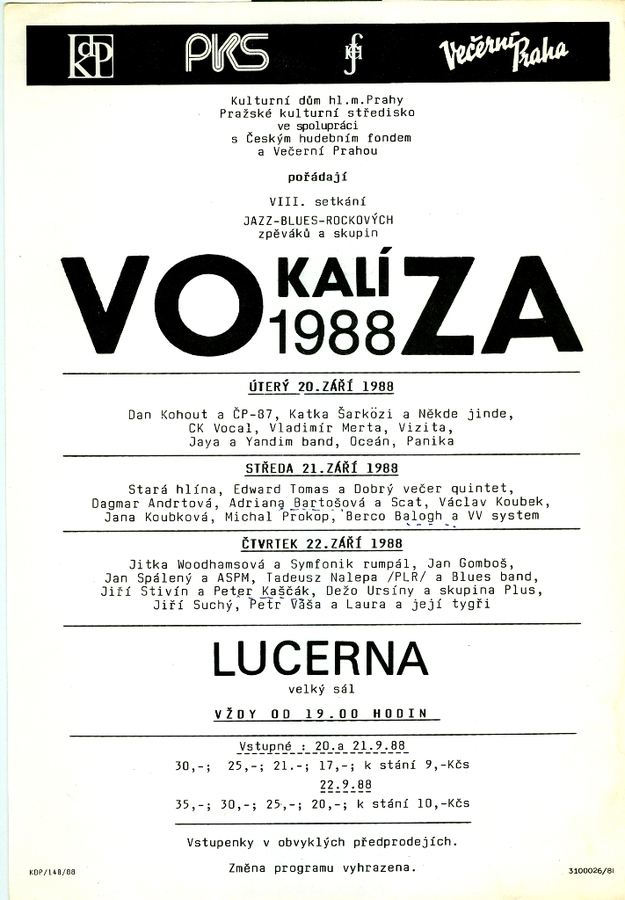 KdP PKS Večerní Praha
Kulturní dům hl.m.Prahy
Pražské kulturní středisko
ve spolupráci
s Českým hudebním fondem
a Večerní Prahou
pořádají
VIII. setkání
JAZZ-BLUES-ROCKOVÝCH
zpěváků a skupin
VOKALÍZA
1988
ÚTERÝ 20.ZÁŘÍ 1988
Dan Kohout a ČP-87, Katka Šarközi a Někde jinde,
CK Vocal, Vladimír Merta, Vizita,
Jaya a Yandim band, Oceán, Panika
STŘEDA 21.ZÁŘÍ 1988
Stará hlína, Edward Tomas a Dobrý večer quintet,
Dagmar Andrtová, Adriana Bartošová a Scat, Václav Koubek,
Jana Koubková, Michal Prokop, Berco Balogh a VV system
ČTVRTEK 22.ZÁŘÍ 1988
Jitka Woodhamsová a Symfonik rumpál, Jan Gomboš,
Jan Spálený a ASPM, Tadeusz Nalepa /PLR/ a Blues band,
Jiří Stivín a Peter Kaščák, Dežo Ursíny a skupina Plus,
Jiří Suchý, Petr Váša a Laura a její tygři
LUCERNA
velký sál
VŽDY OD 19.00 HODIN
Vstupné : 20.a 21.9.88
30,-; 25,-; 21.-; 17,-; k stání 9,-Kčs
22.9.88
35,-; 30,-; 25,-; 20,-; k stání 10,-Kčs
Vstupenky v obvyklých předprodejích.
Změna programu vyhrazena.
KDP/148/88 3100026/88